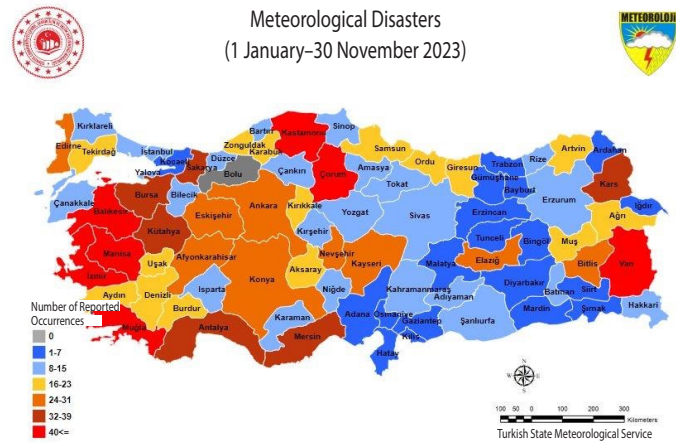 Meteorological Disasters
(1 January–30 November 2023)
METEOROLOJİ
Kırklareli
Edirne
Tekirdağ
İstanbul
Kocaeli
Yalova
Sakarya
Düzce
Zonguldak
Bartın
Karabük
Kastamonu
Sinop
Bolu
Çankırı
Çorum
Samsun
Amasya
Ordu
Giresun
Tokat
Trabzon
Gümüşhane
Rize
Artvin
Ardahan
Bayburt
Kars
Erzurum
Iğdır
Ağrı
Çanakkale
Balıkesir
Bursa
Bilecik
Kütahya
Eskişehir
Ankara
Kırıkkale
Yozgat
Sivas
Erzincan
Kırşehir
Tunceli
Bingöl
Muş
Manisa
İzmir
Uşak
Afyonkarahisar
Konya
Aksaray
Nevşehir
Kayseri
Malatya
Elazığ
Diyarbakır
Bitlis
Van
Aydın
Denizli
Isparta
Burdur
Niğde
Kahramanmaraş
Adıyaman
Batman
Siirt
Hakkari
Muğla
Antalya
Karaman
Mersin
Adana
Osmaniye
Gaziantep
Kilis
Şanlıurfa
Mardin
Şırnak
Hatay
Number of Reported
Occurrences
0
1-7
8-15
16-23
24-31
32-39
40<=
N
W E
S
100 50 0 100 200 300
Kilometers
Turkish State Meteorological Service